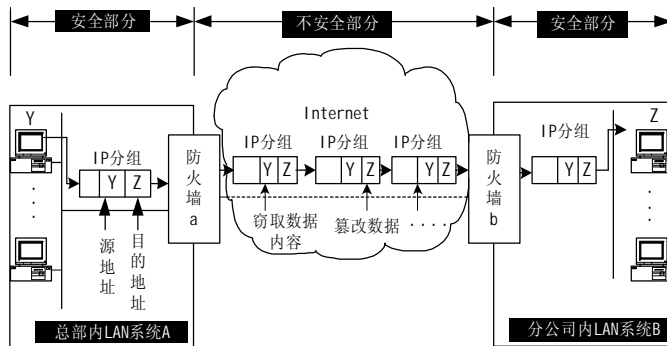 安全部分
不安全部分
安全部分
Internet
Y
Z
IP分组
IP分组
IP分组
IP分组
IP分组
Y Z
Y Z
Y Z
Y Z
Y Z
防火墙a
防火墙b
源地址
目的地址
窃取数据
内容
篡改数据
····
总部内LAN系统A
分公司内LAN系统B